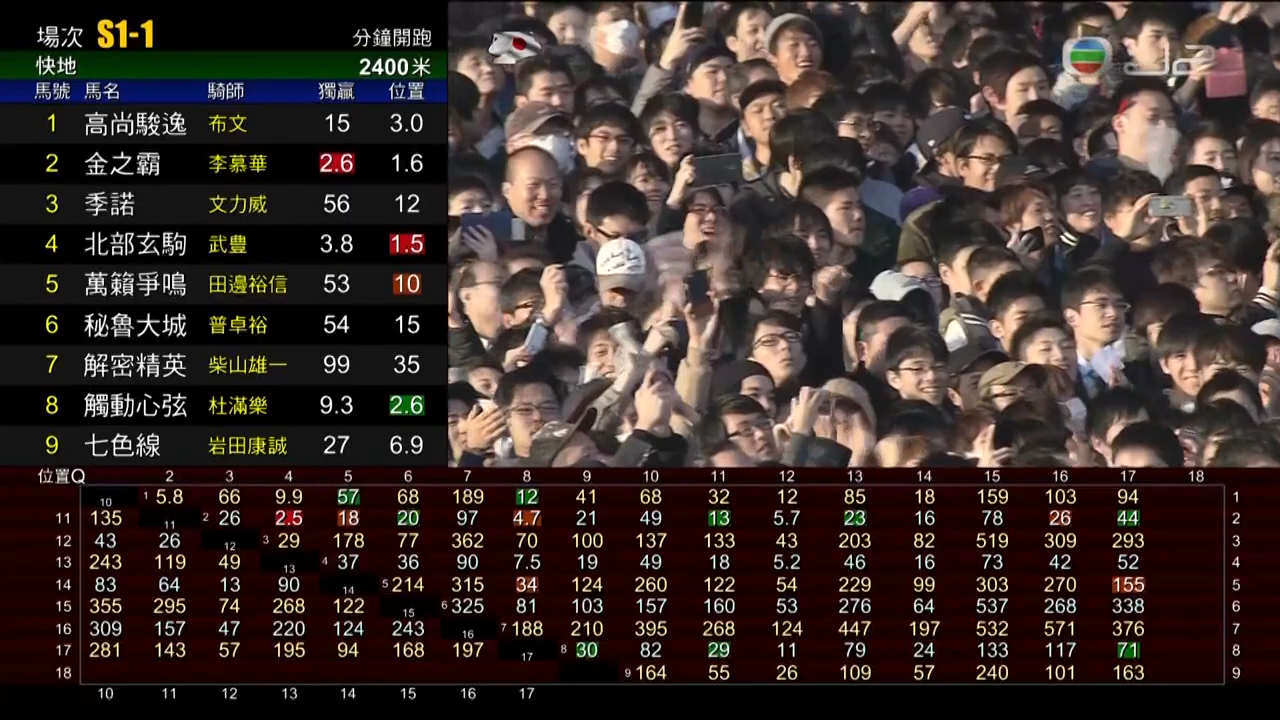 場次 S1-1 分鐘開跑
快地 2400米
馬號 馬名 騎師 獨贏 位置
1 高尚駿逸 布文 15 3.0
2 金之霸 李慕華 2.6 1.6
3 季諾 文力威 56 12
4 北部玄駒 武豊 3.8 1.5
5 萬籟爭鳴 田邊裕信 53 10
6 秘魯大城 普卓裕 54 15
7 解密精英 柴山雄一 99 35
8 觸動心弦 杜滿樂 9.3 2.6
9 七色線 岩田康誠 27 6.9
J2
位置Q 2 3 4 5 6 7 8 9 10 11 12 13 14 15 16 17 18
10 1 5.8 66 9.9 57 68 189 12 41 68 32 12 85 18 159 103 94 1
11 135 11 2 26 2.5 18 20 97 4.7 21 49 13 5.7 23 16 78 26 44 2
12 43 26 12 3 29 178 77 362 70 100 137 133 43 203 82 519 309 293 3
13 243 119 49 13 4 37 36 90 7.5 19 49 18 5.2 46 16 73 42 52 4
14 83 64 13 90 14 5 214 315 34 124 260 122 54 229 99 303 270 155 5
15 355 295 74 268 122 15 6 325 81 103 157 160 53 276 64 537 268 338 6
16 309 157 47 220 124 243 16 7 188 210 395 268 124 447 197 532 571 376 7
17 281 143 57 195 94 168 197 17 8 30 82 29 11 79 24 133 117 71 8
18 9 164 55 26 109 57 240 101 163 9
10 11 12 13 14 15 16 17